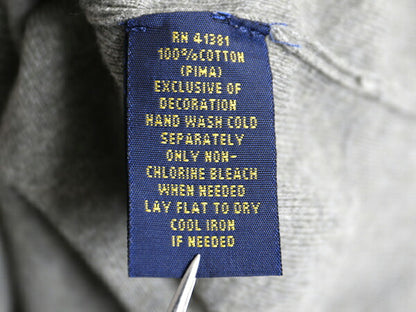 RN 41381
100% COTTON
(PIMA)
EXCLUSIVE OF
DECORATION
HAND WASH COLD
SEPARATELY
ONLY NON-
CHLORINE BLEACH
WHEN NEEDED
LAY FLAT TO DRY
COOL IRON
IF NEEDED